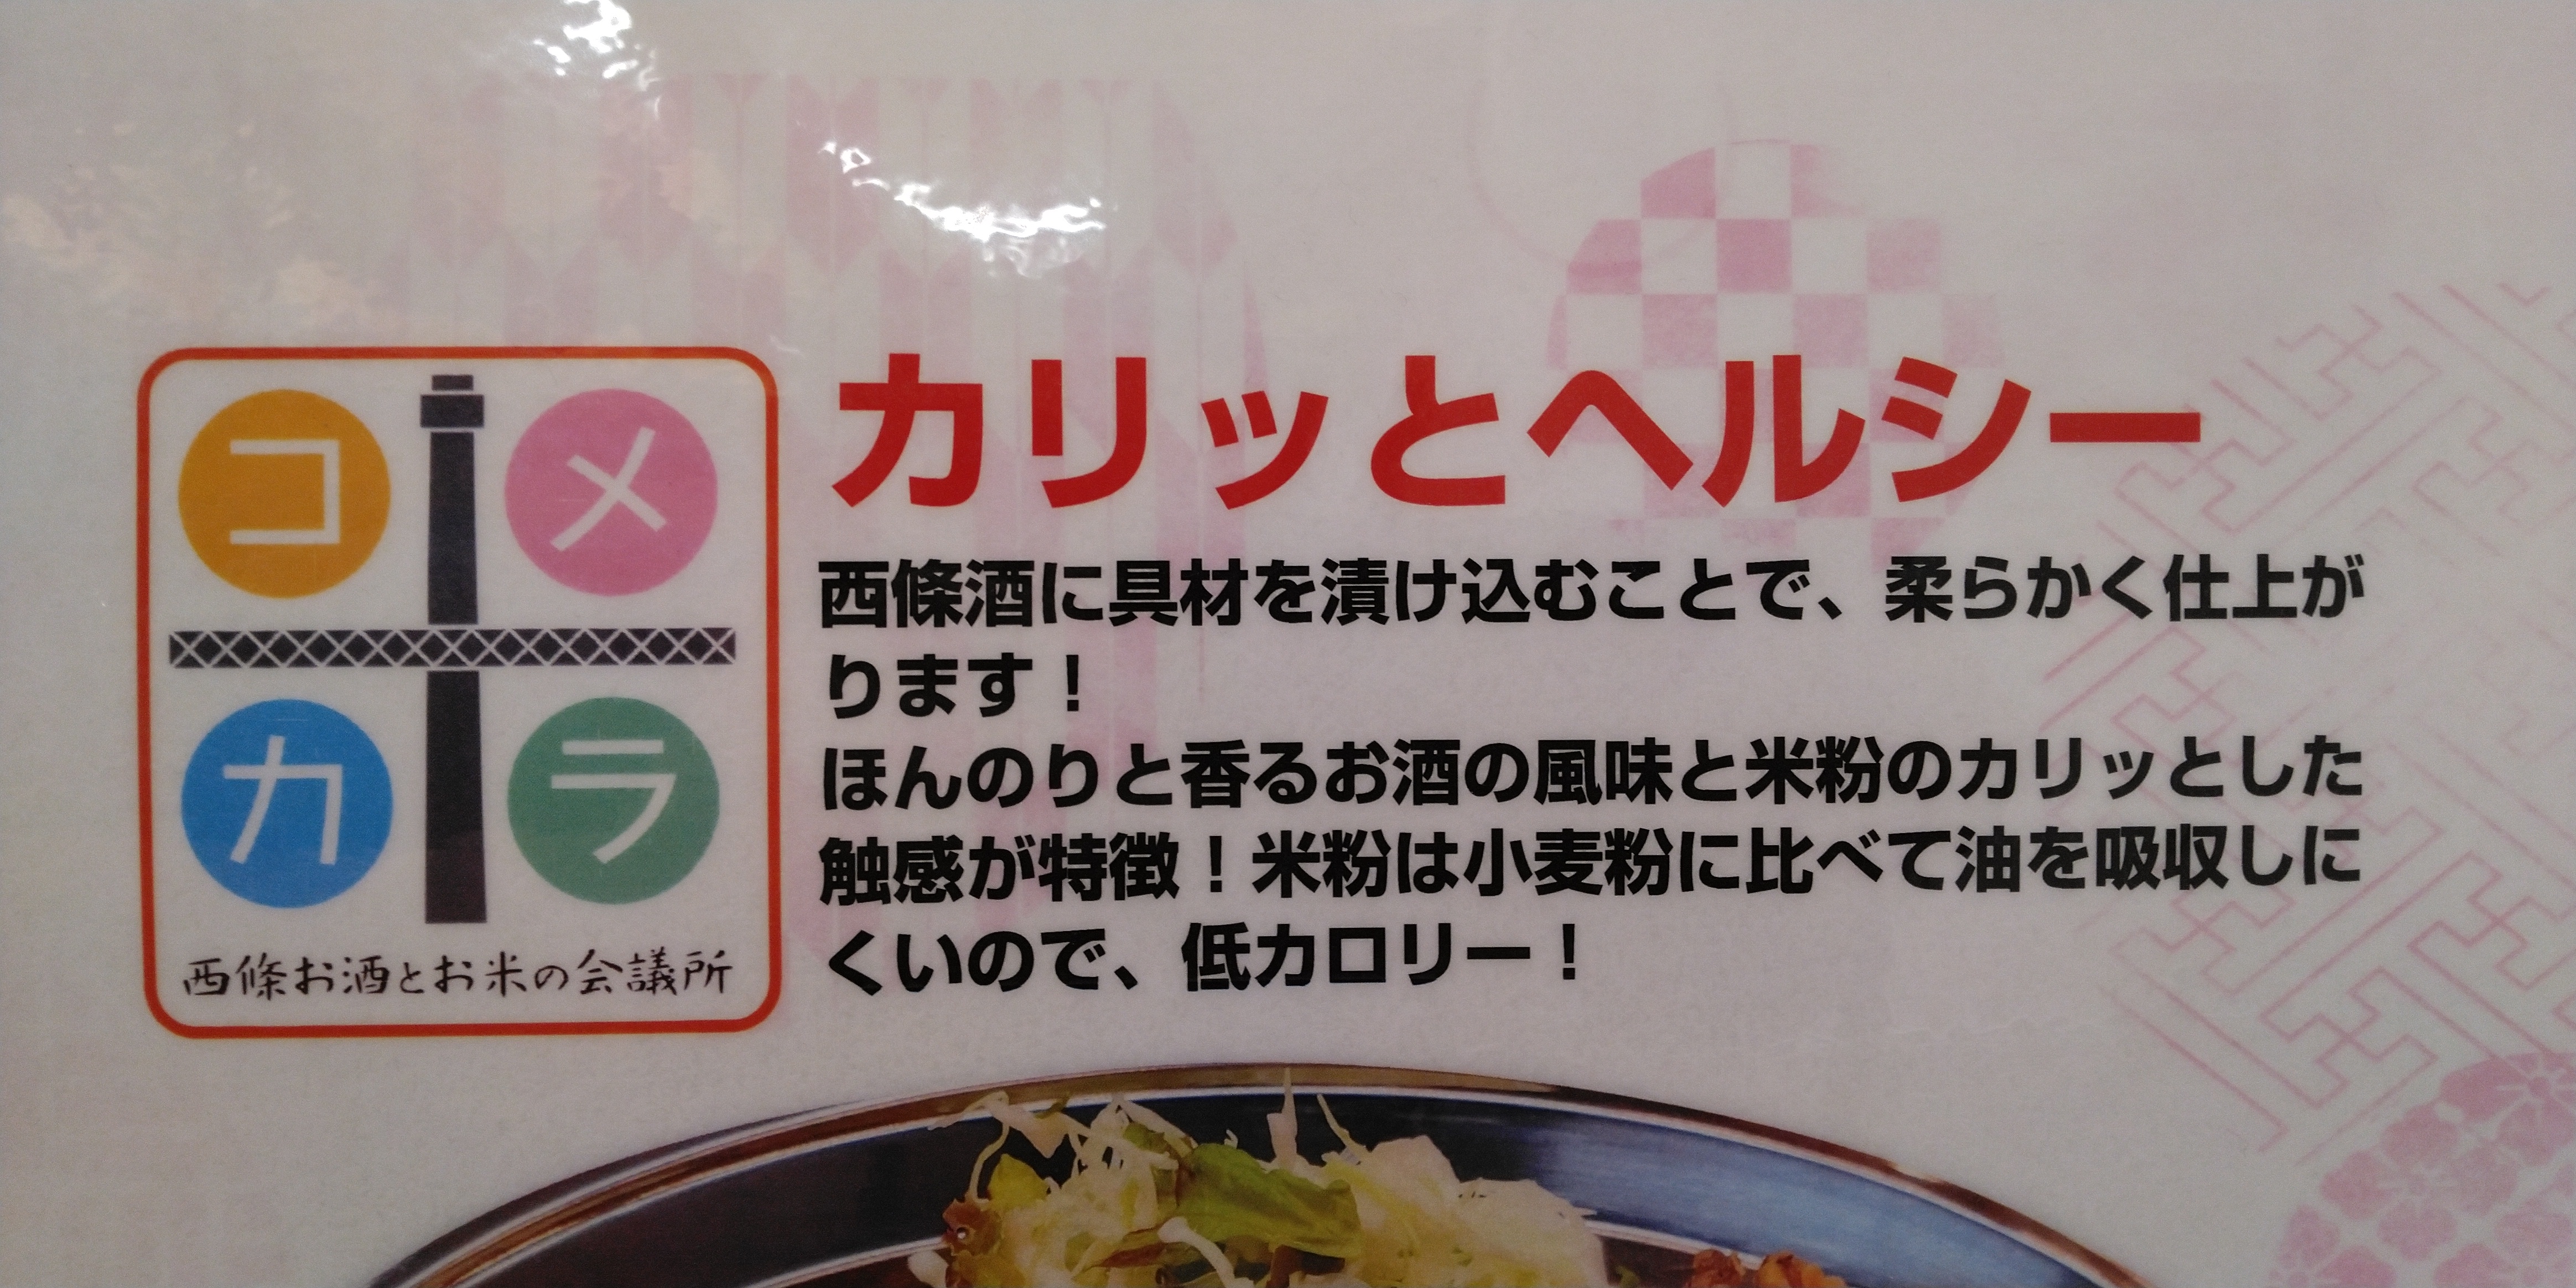 コ メ
カ ラ
西條お酒とお米の会議所
カリッとヘルシー
西條酒に具材を漬け込むことで、柔らかく仕上が
ります！
ほんのりと香るお酒の風味と米粉のカリッとした
触感が特徴！米粉は小麦粉に比べて油を吸収しに
くいので、低カロリー！